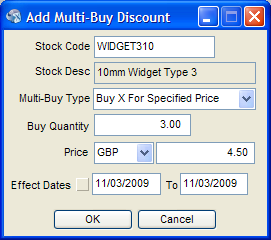 Add Multi-Buy Discount
Stock Code WIDGET310
Stock Desc 10mm Widget Type 3
Multi-Buy Type Buy X For Specified Price
Buy Quantity 3.00
Price GBP 4.50
Effect Dates 11/03/2009 To 11/03/2009
OK Cancel